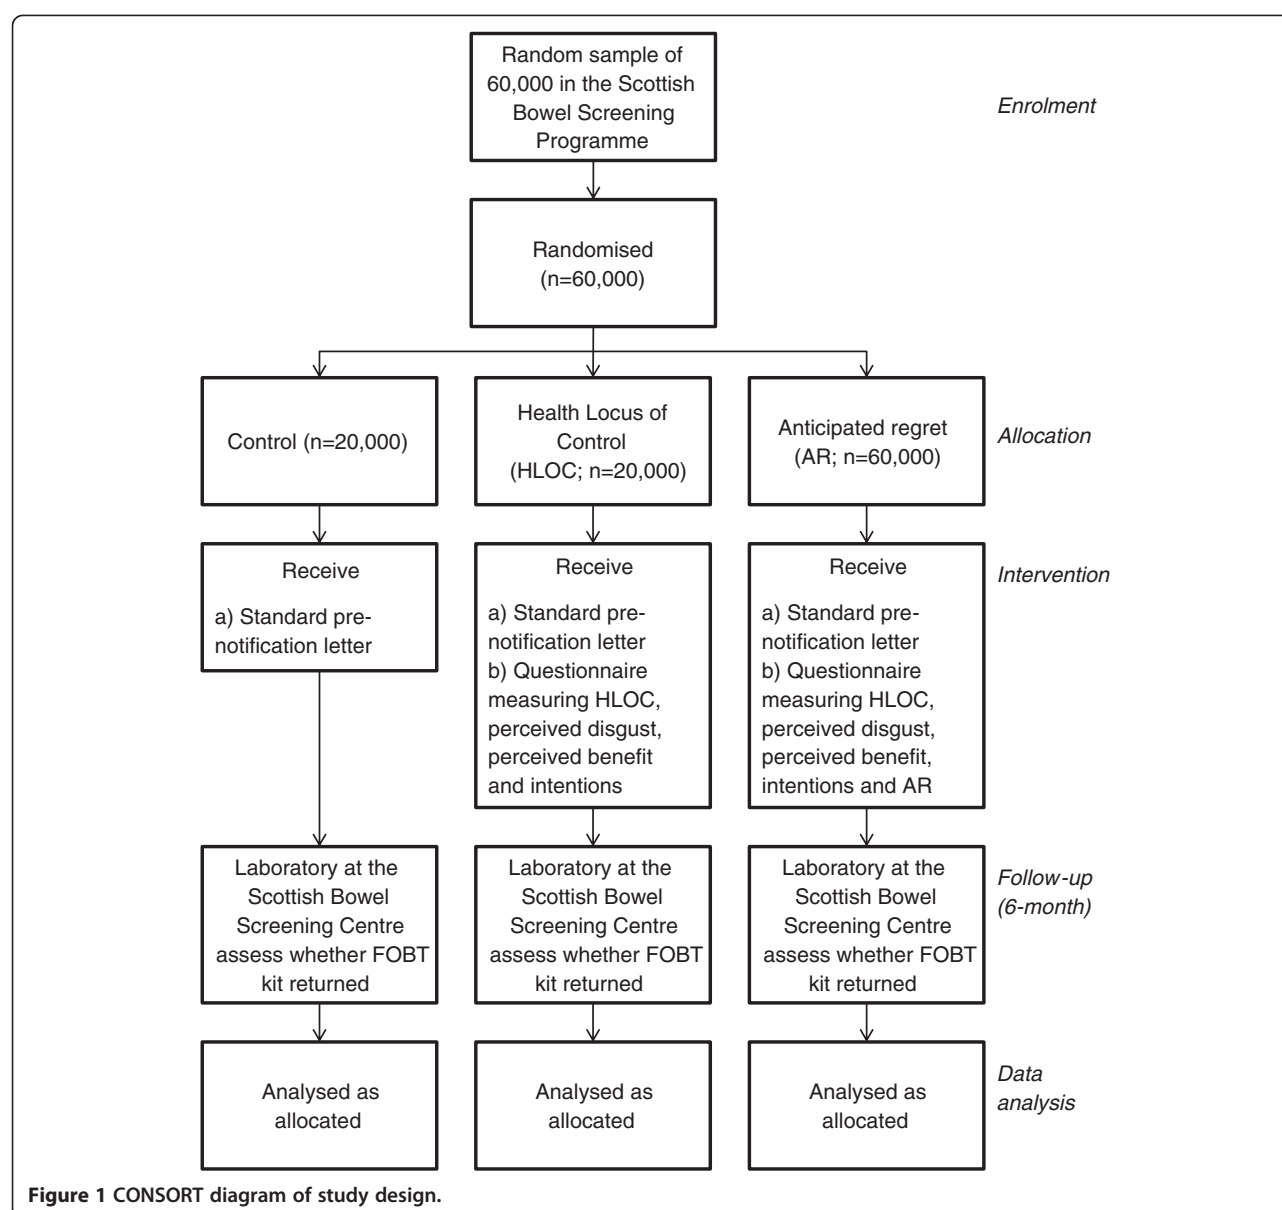 Random sample of
60,000 in the Scottish
Bowel Screening
Programme
Enrolment
Randomised
(n=60,000)
Control (n=20,000)
Health Locus of
Control
(HLOC; n=20,000)
Anticipated regret
(AR; n=60,000)
Allocation
Receive
a) Standard pre-
notification letter
Receive
a) Standard pre-
notification letter
b) Questionnaire
measuring HLOC,
perceived disgust,
perceived benefit
and intentions
Receive
a) Standard pre-
notification letter
b) Questionnaire
measuring HLOC,
perceived disgust,
perceived benefit,
intentions and AR
Intervention
Laboratory at the
Scottish Bowel
Screening Centre
assess whether FOBT
kit returned
Laboratory at the
Scottish Bowel
Screening Centre
assess whether FOBT
kit returned
Laboratory at the
Scottish Bowel
Screening Centre
assess whether FOBT
kit returned
Follow-up
(6-month)
Analysed as
allocated
Analysed as
allocated
Analysed as
allocated
Data
analysis
Figure 1 CONSORT diagram of study design.